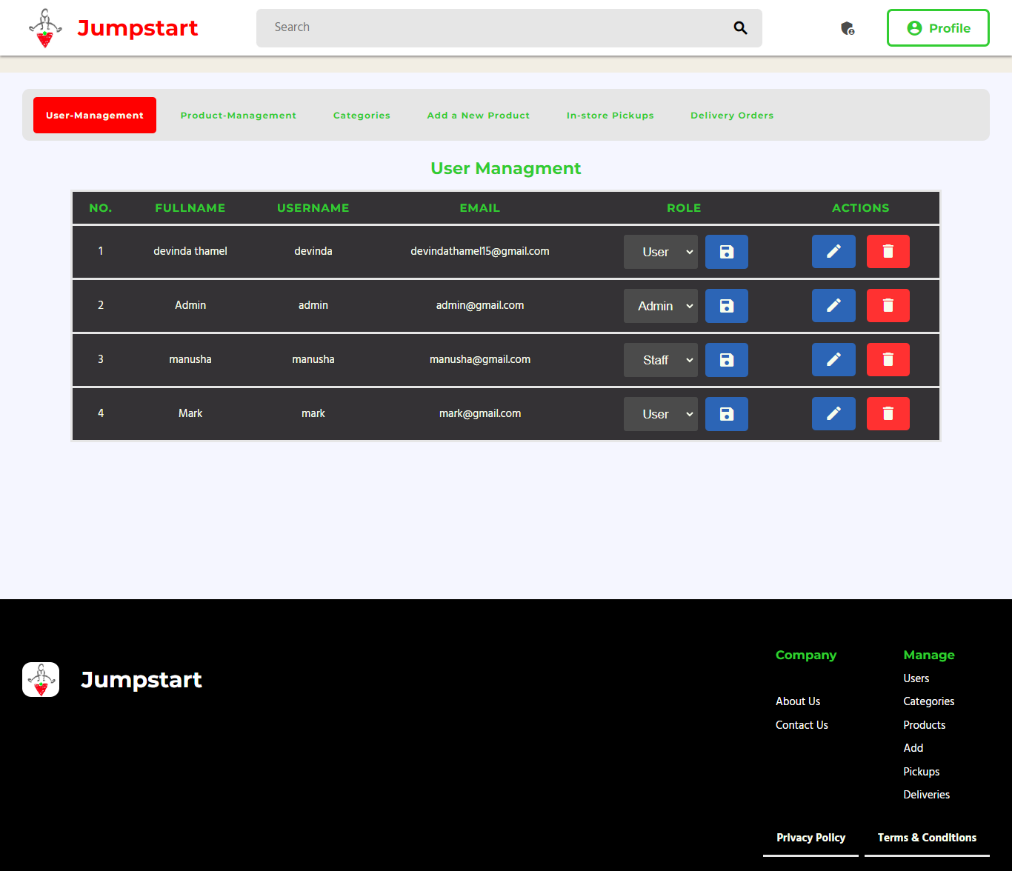 Jumpstart
Search
Profile
User-Management Product-Management Categories Add a New Product In-store Pickups Delivery Orders
User Managment
NO. FULLNAME USERNAME EMAIL ROLE ACTIONS
1 devinda thamel devinda devindathamel15@gmail.com User
2 Admin admin admin@gmail.com Admin
3 manusha manusha manusha@gmail.com Staff
4 Mark mark mark@gmail.com User
Jumpstart
Company
About Us
Contact Us
Manage
Users
Categories
Products
Add
Pickups
Deliveries
Privacy Policy Terms & Conditions